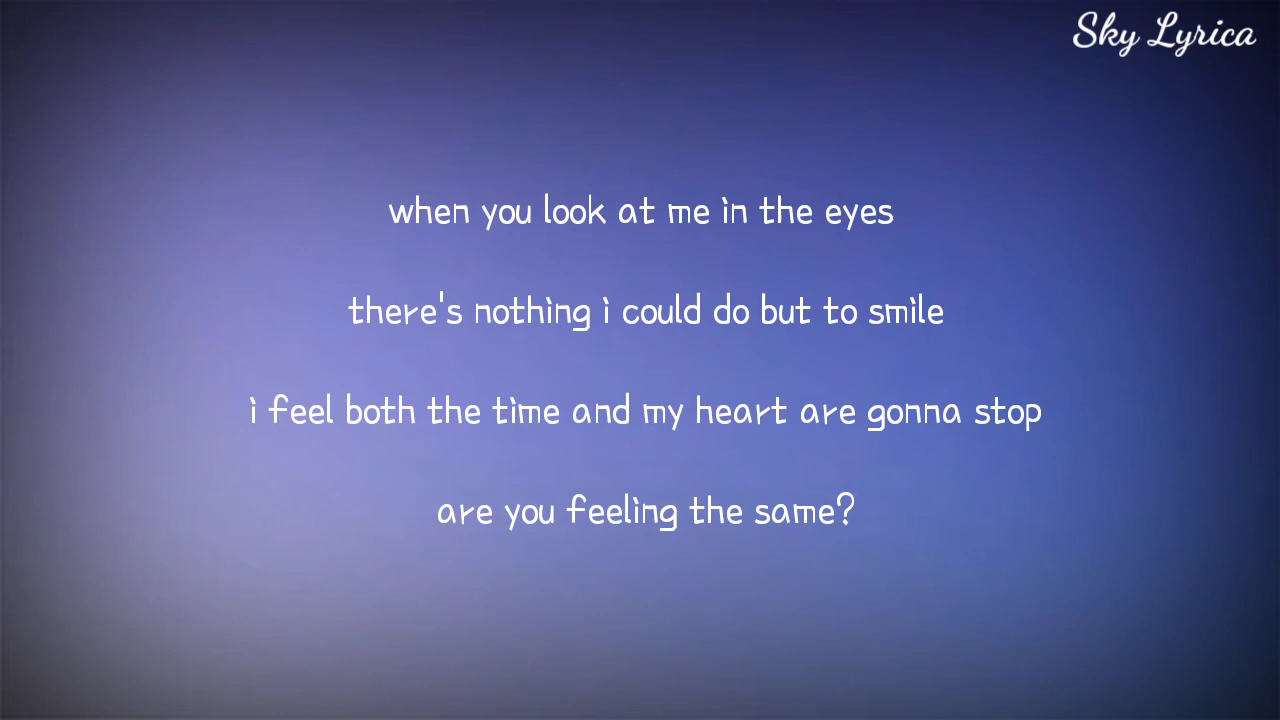 Sky Lyrica
when you look at me in the eyes
there's nothing i could do but to smile
i feel both the time and my heart are gonna stop
are you feeling the same?